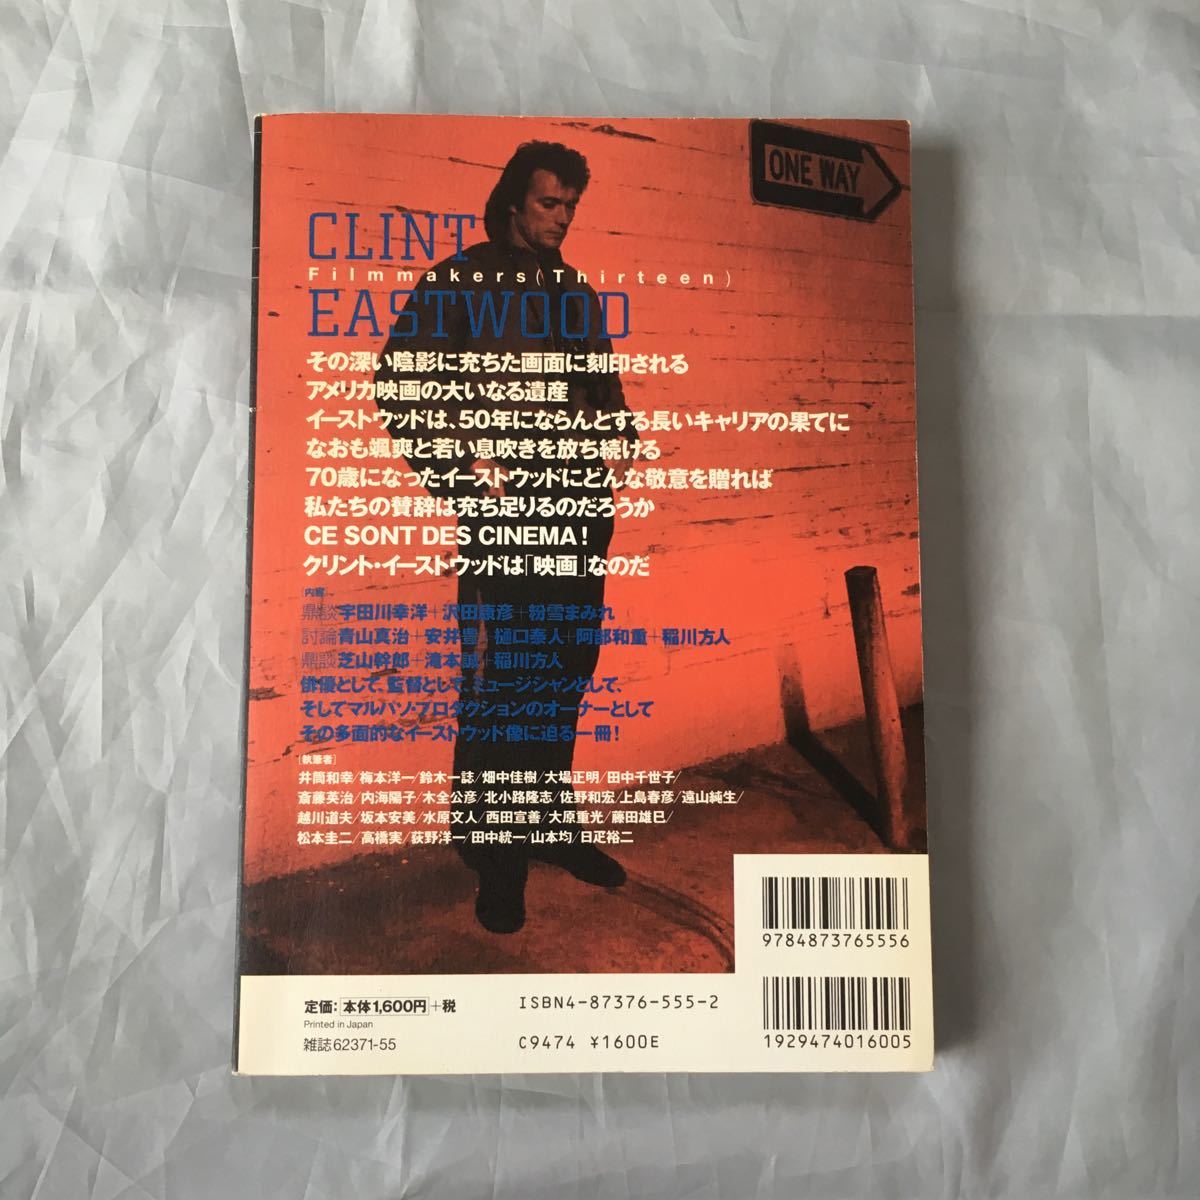 ONE WAY
CLINT
Filmmakers(Thirteen)
EASTWOOD
その深い陰影に充ちた画面に刻印される
アメリカ映画の大いなる遺産
イーストウッドは、50年にならんとする長いキャリアの果てに
なおも颯爽と若い息吹きを放ち続ける
70歳になったイーストウッドにどんな敬意を贈れば
私たちの賛辞は充ち足りるのだろうか
CE SONT DES CINEMA!
クリント・イーストウッドは「映画」なのだ
[内容]
鼎談 宇田川幸洋+沢田康彦+粉雪まみれ
討論 青山真治+安井豊+樋口泰人+阿部和重+稲川方人
鼎談 芝山幹郎+滝本誠+稲川方人
俳優として、監督として、ミュージシャンとして、
そしてマルパソ・プロダクションのオーナーとして
その多面的なイーストウッド像に迫る一冊!
[執筆者]
井筒和幸/梅本洋一/鈴木一誌/畑中佳樹/大場正明/田中千世子/
斎藤英治/内海陽子/木全公彦/北小路隆志/佐野和宏/上島春彦/遠山純生/
越川道夫/坂本安美/水原文人/西田宣善/大原重光/藤田雄巳/
松本圭二/高橋実/荻野洋一/田中統一/山本均/日疋裕二
9784873765556
定価:本体1,600円+税
Printed in Japan
雑誌62371-55
ISBN4-87376-555-2
C9474 ¥1600E
1929474016005